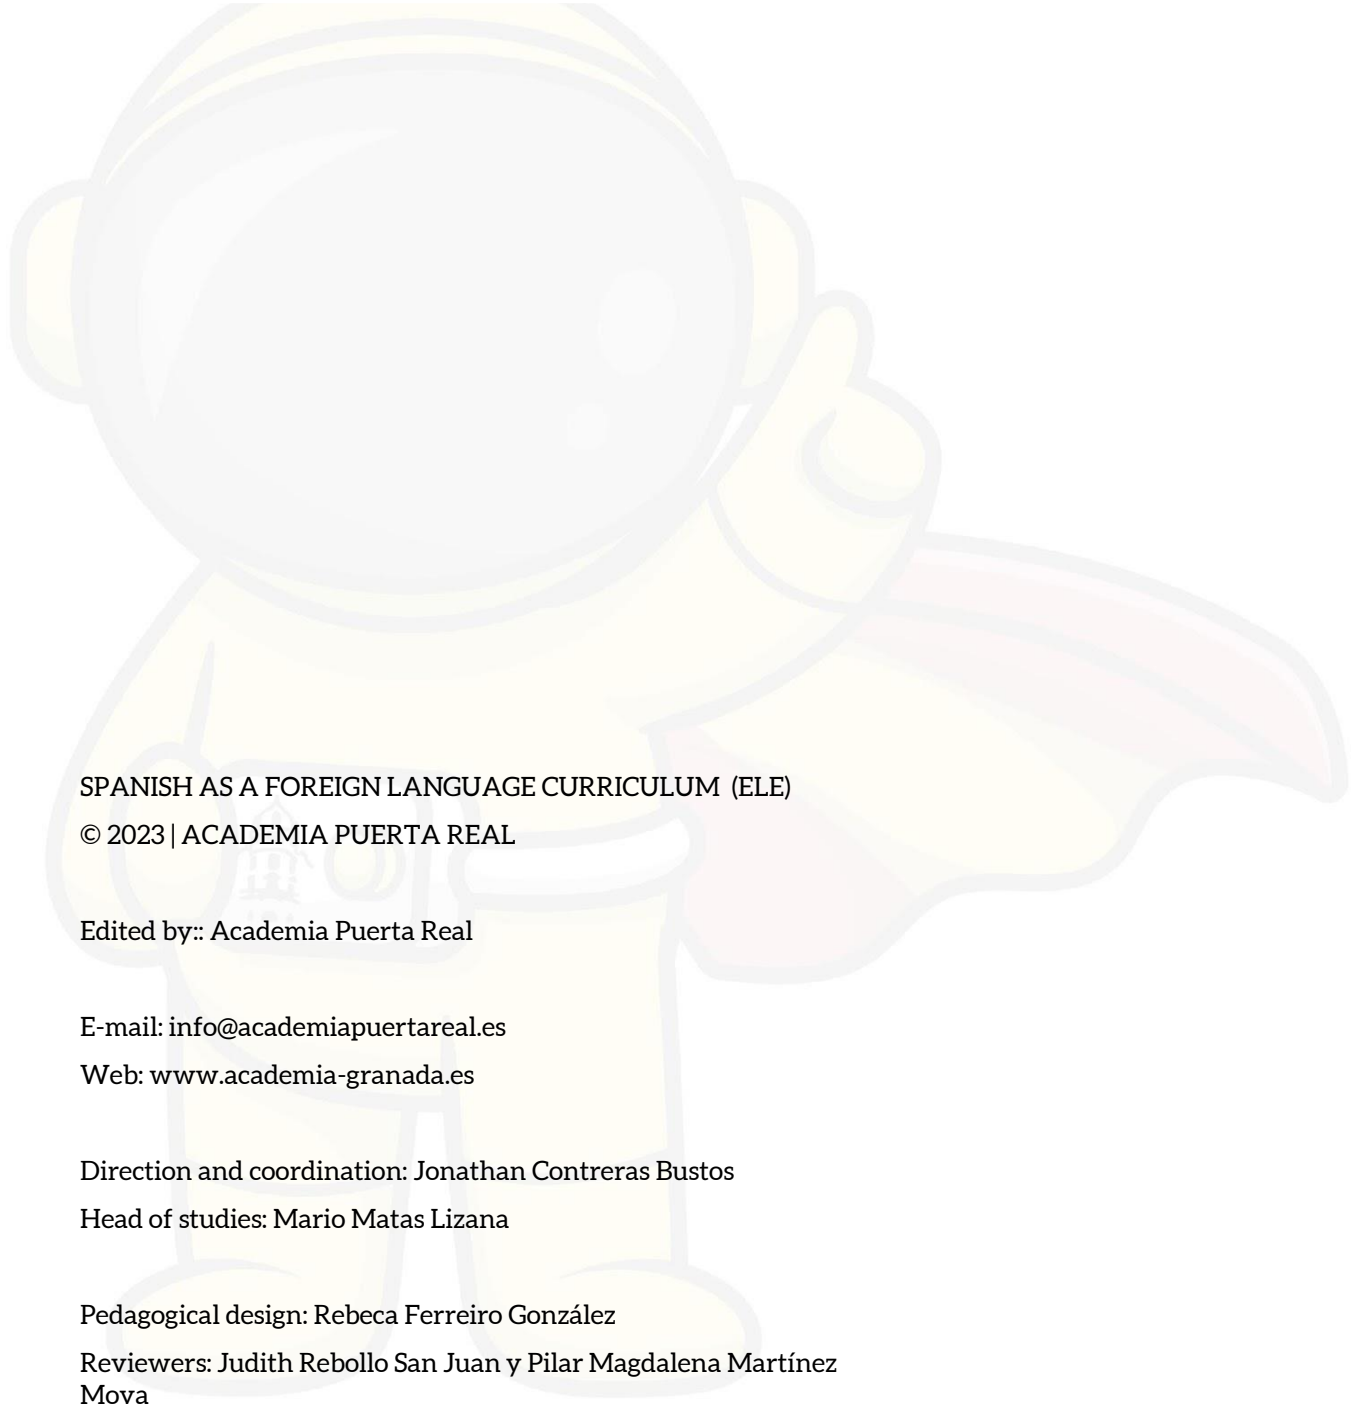 SPANISH AS A FOREIGN LANGUAGE CURRICULUM (ELE)
© 2023 | ACADEMIA PUERTA REAL
Edited by:: Academia Puerta Real
E-mail: info@academiapuertareal.es
Web: www.academia-granada.es
Direction and coordination: Jonathan Contreras Bustos
Head of studies: Mario Matas Lizana
Pedagogical design: Rebeca Ferreiro González
Reviewers: Judith Rebollo San Juan y Pilar Magdalena Martínez
Moya